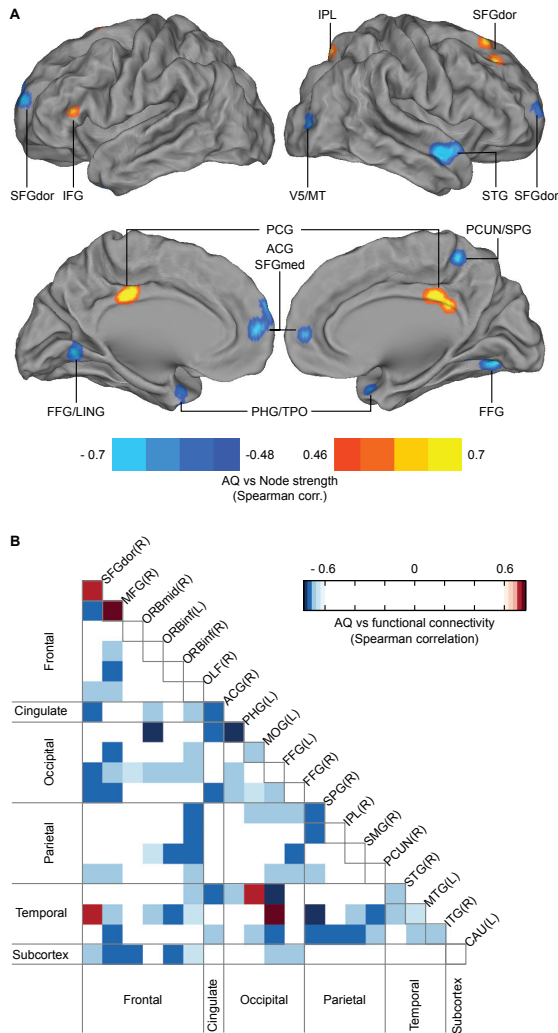 A
IPL
SFGdor
SFGdor
IFG
V5/MT
STG
SFGdor
PCG
ACG
SFGmed
PCUN/SPG
FFG/LING
PHG/TPO
FFG
- 0.7
-0.48
0.46
0.7
AQ vs Node strength
(Spearman corr.)
B
SFGdor(R)
MFG(R)
ORBmid(R)
ORBinf(L)
ORBinf(R)
OLF(R)
ACG(R)
PHG(L)
MOG(L)
FFG(L)
FFG(R)
SPG(R)
IPL(R)
SMG(R)
PCUN(R)
STG(R)
MTG(L)
ITG(R)
CAU(L)
- 0.6
0
0.6
AQ vs functional connectivity
(Spearman correlation)
Frontal
Cingulate
Occipital
Parietal
Temporal
Subcortex
Frontal
Cingulate
Occipital
Parietal
Temporal
Subcortex